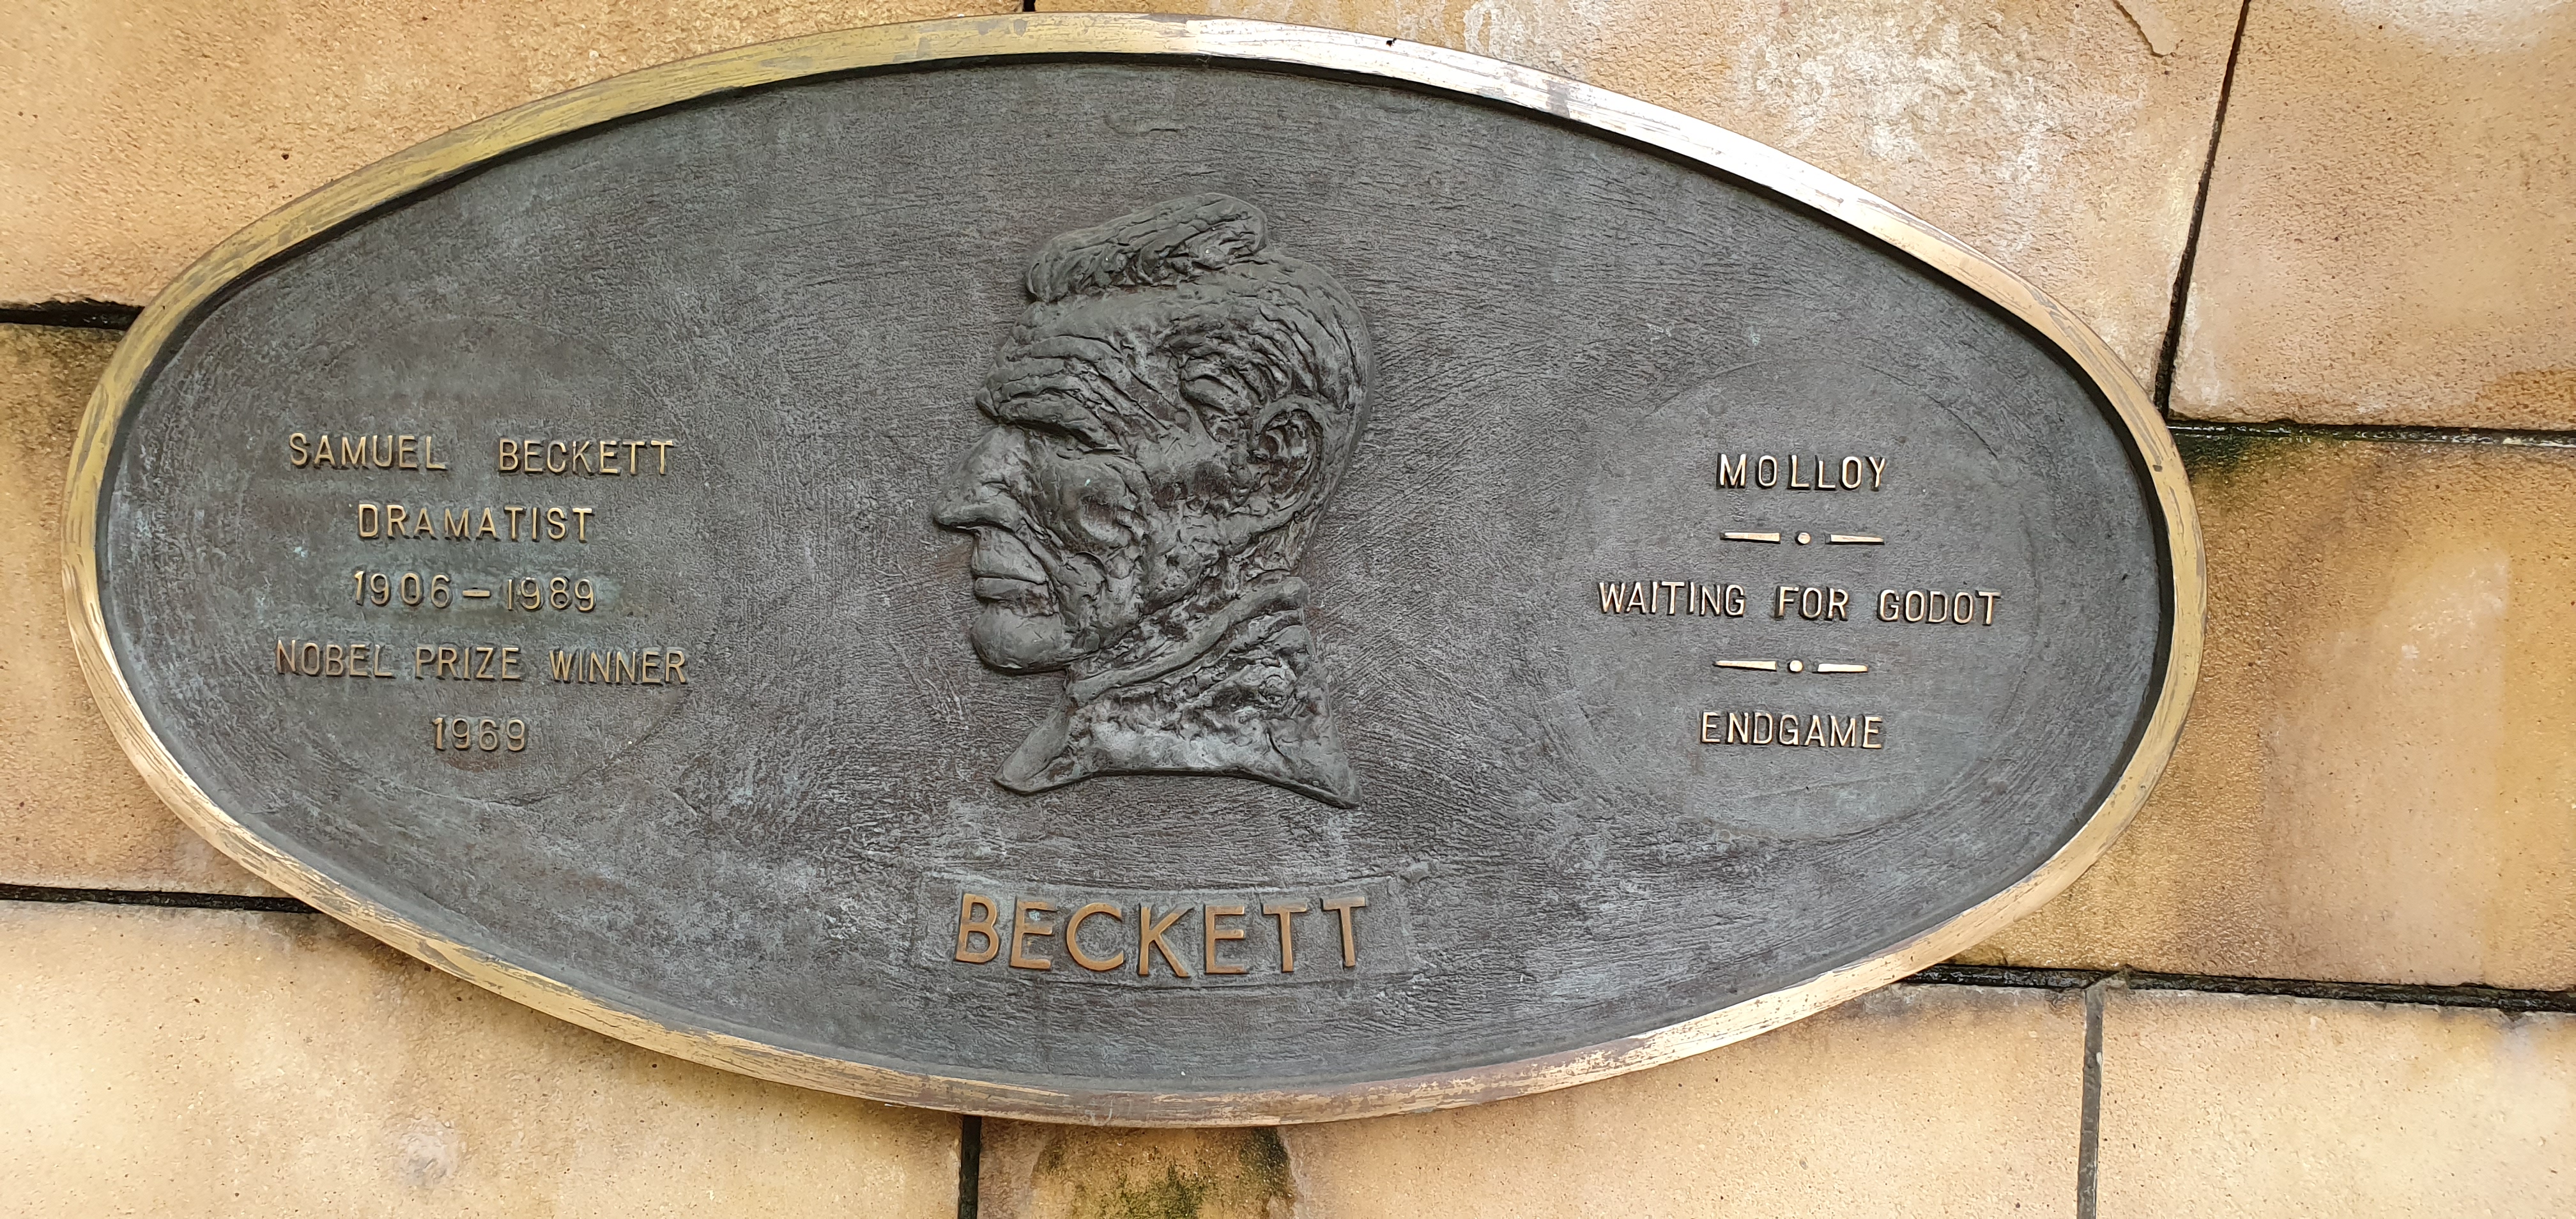 SAMUEL BECKETT
DRAMATIST
1906–1989
NOBEL PRIZE WINNER
1969
BECKETT
MOLLOY
WAITING FOR GODOT
ENDGAME